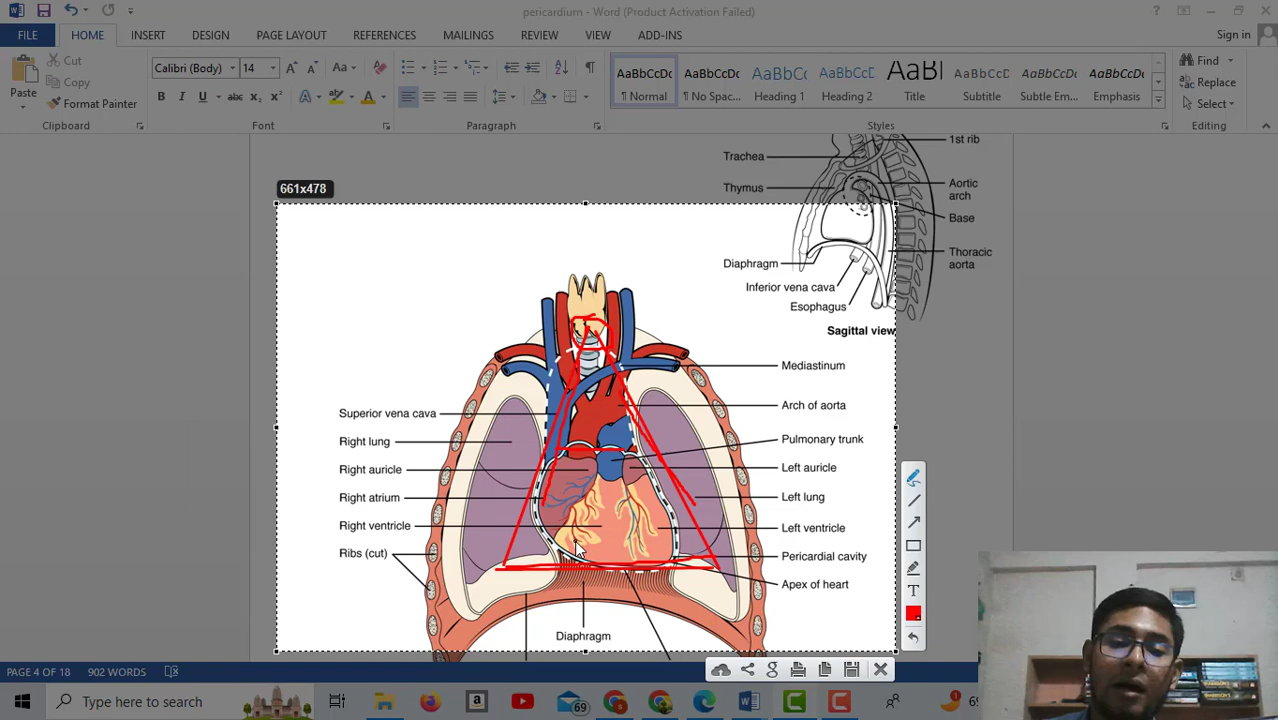 pericardium - Word (Product Activation Failed)
FILE HOME INSERT DESIGN PAGE LAYOUT REFERENCES MAILINGS REVIEW VIEW ADD-INS Sign in
Cut
Copy
Format Painter
Paste
Clipboard
Calibri (Body) 14
Font
Paragraph
AaBbCcDc AaBbCcDc AaBbCc AaBbCcC AaBl AaBbCcC AaBbCcDc AaBbCcDc
¶ Normal ¶ No Spac... Heading 1 Heading 2 Title Subtitle Subtle Em... Emphasis
Styles
Find
Replace
Select
Editing
1st rib
Trachea
Thymus
Aortic
arch
Base
Thoracic
aorta
Diaphragm
Inferior vena cava
Esophagus
Sagittal view
661x478
Mediastinum
Arch of aorta
Superior vena cava
Pulmonary trunk
Right lung
Left auricle
Right auricle
Left lung
Right atrium
Right ventricle
Left ventricle
Ribs (cut)
Pericardial cavity
Apex of heart
Diaphragm
PAGE 4 OF 18 902 WORDS
Type here to search
69